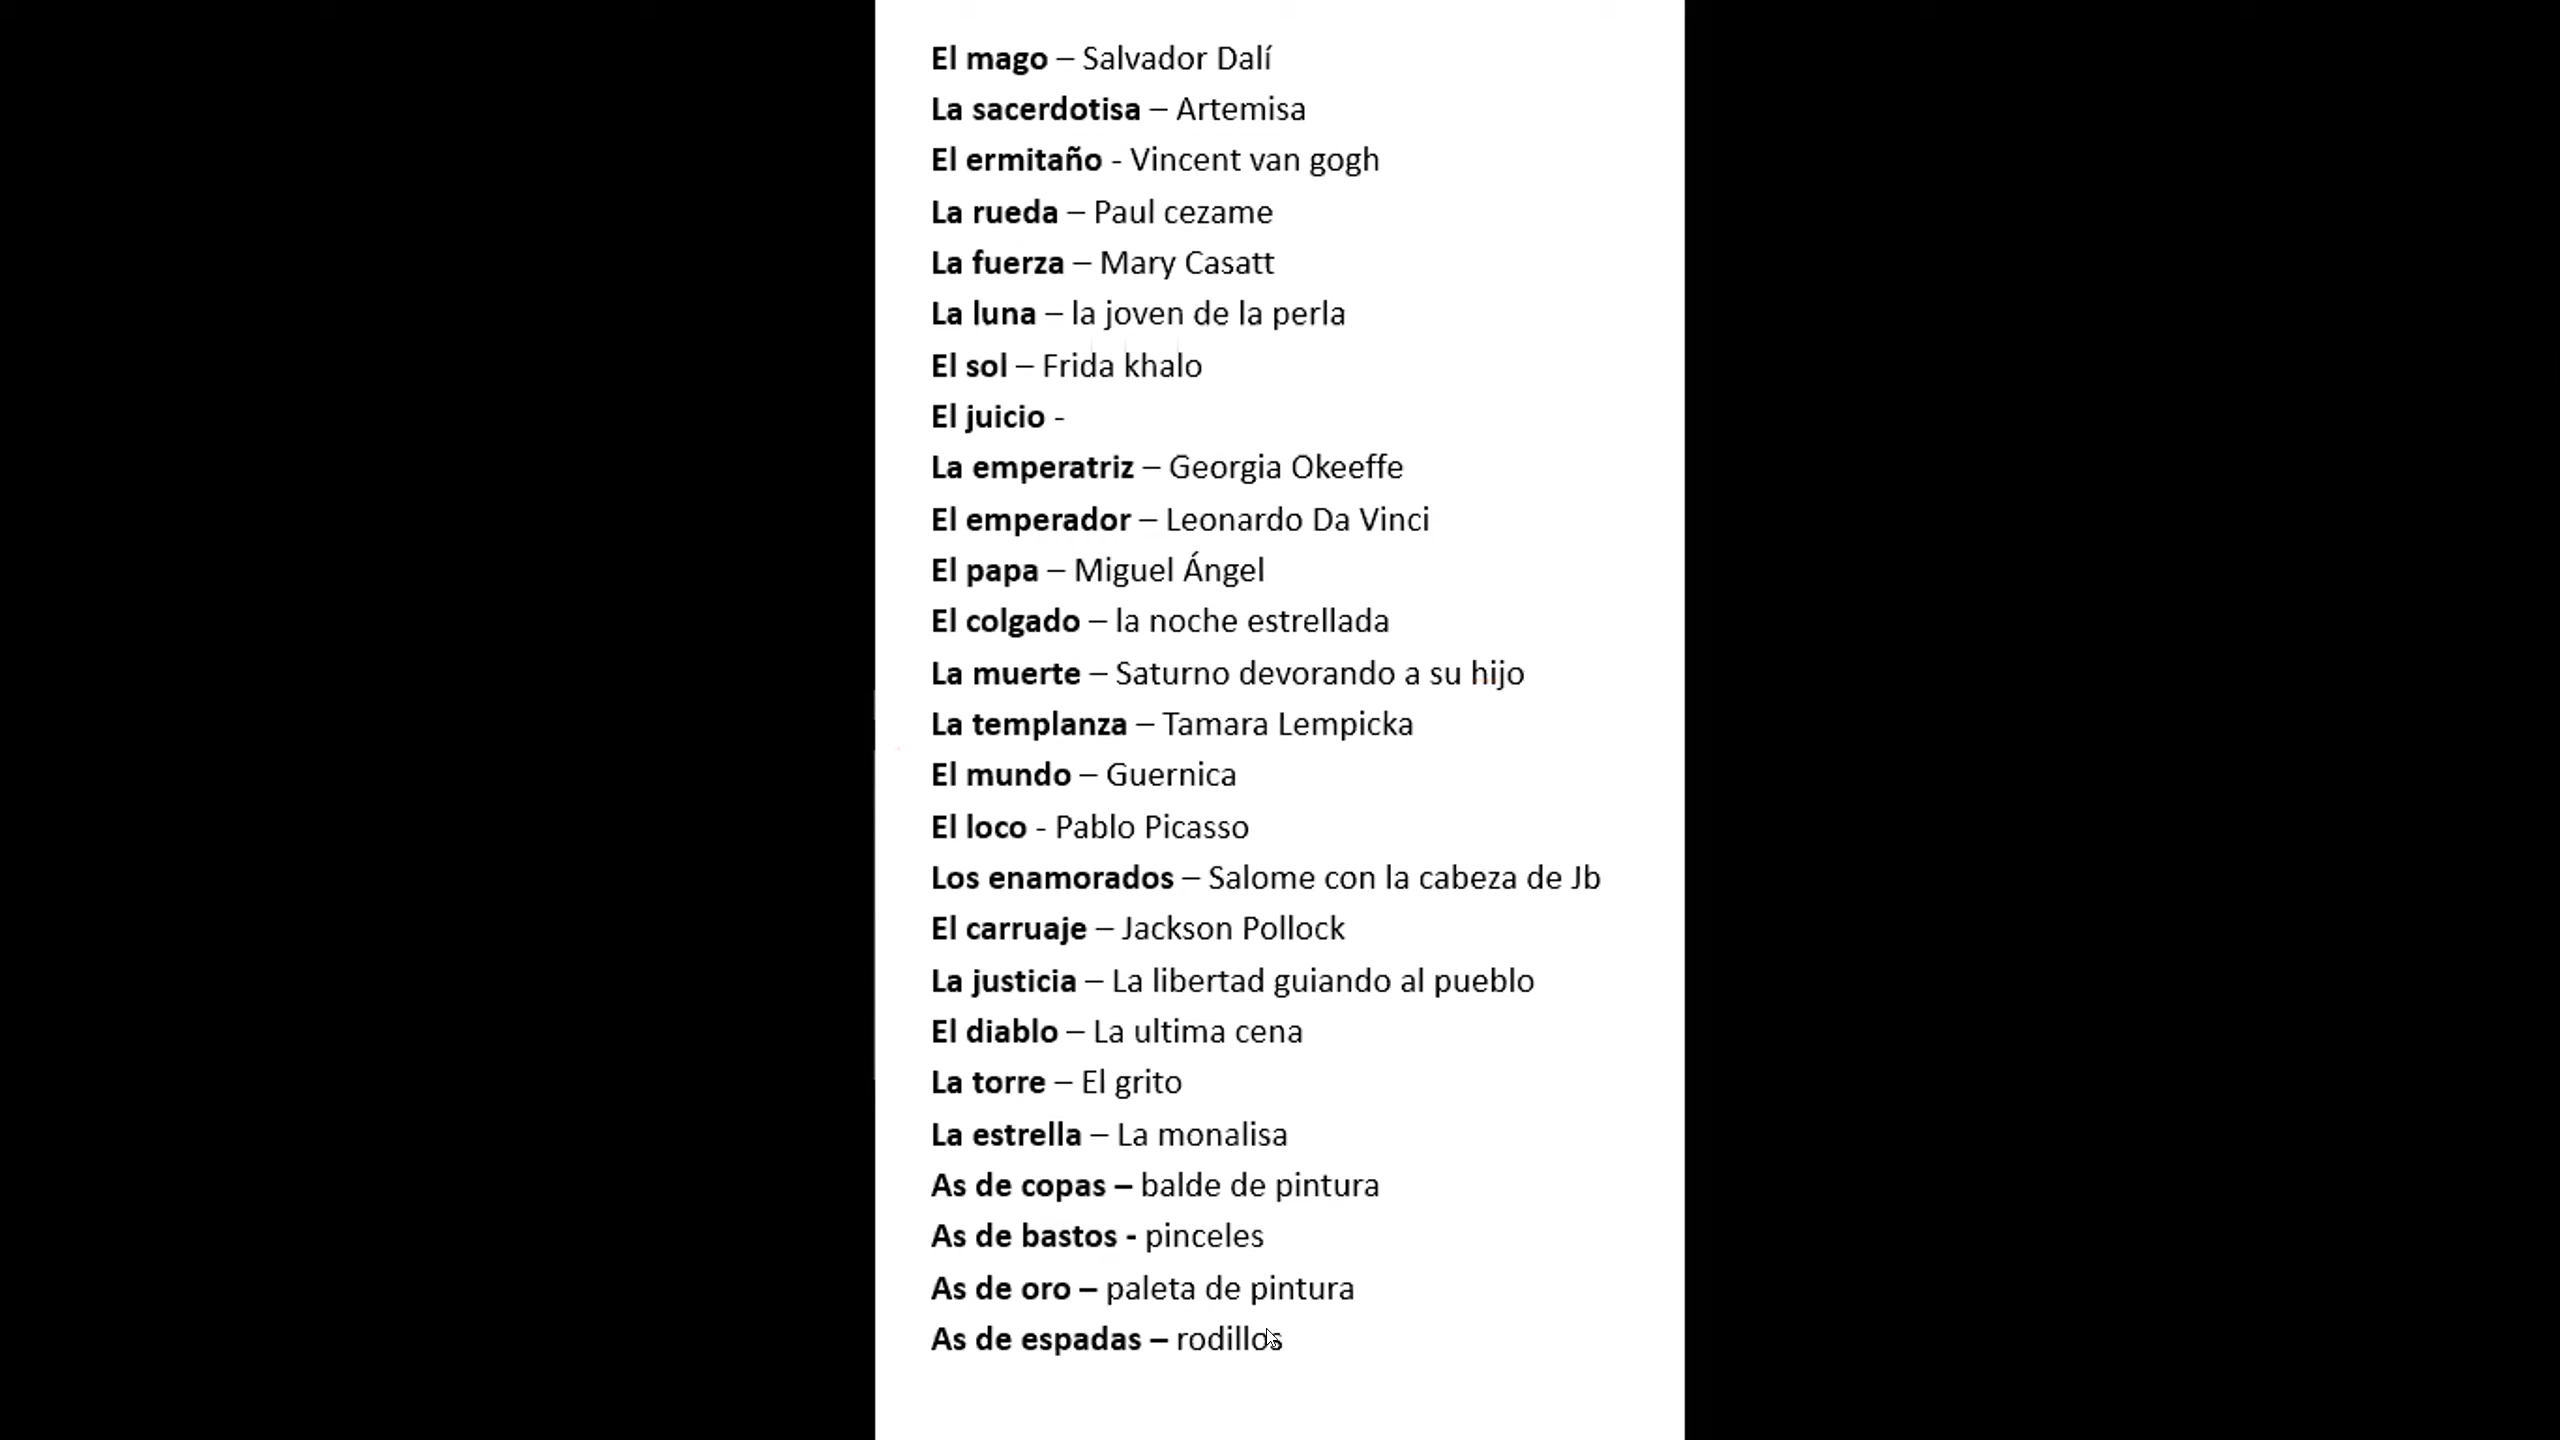 El mago – Salvador Dalí
La sacerdotisa – Artemisa
El ermitaño - Vincent van gogh
La rueda – Paul cezame
La fuerza – Mary Casatt
La luna – la joven de la perla
El sol – Frida khalo
El juicio -
La emperatriz – Georgia Okeeffe
El emperador – Leonardo Da Vinci
El papa – Miguel Ángel
El colgado – la noche estrellada
La muerte – Saturno devorando a su hijo
La templanza – Tamara Lempicka
El mundo – Guernica
El loco - Pablo Picasso
Los enamorados – Salome con la cabeza de Jb
El carruaje – Jackson Pollock
La justicia – La libertad guiando al pueblo
El diablo – La ultima cena
La torre – El grito
La estrella – La monalisa
As de copas – balde de pintura
As de bastos - pinceles
As de oro – paleta de pintura
As de espadas – rodillos